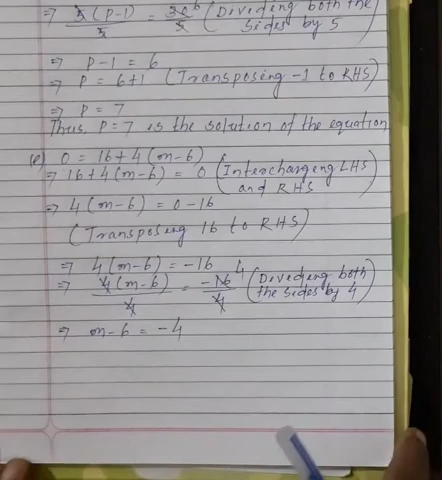 ⇒ 5(p-1)/5 = 30 6/5 (Dividing both the sides by 5)
⇒ p-1 = 6
⇒ p = 6+1 (Transposing -1 to RHS)
⇒ p = 7
Thus, p=7 is the solution of the equation
(e) 0 = 16+4(m-6)
⇒ 16+4(m-6) = 0 (Interchanging LHS and RHS)
⇒ 4(m-6) = 0-16
(Transposing 16 to RHS)
⇒ 4(m-6) = -16
⇒ 4(m-6)/4 = -16 4/4 (Dividing both the sides by 4)
⇒ m-6 = -4